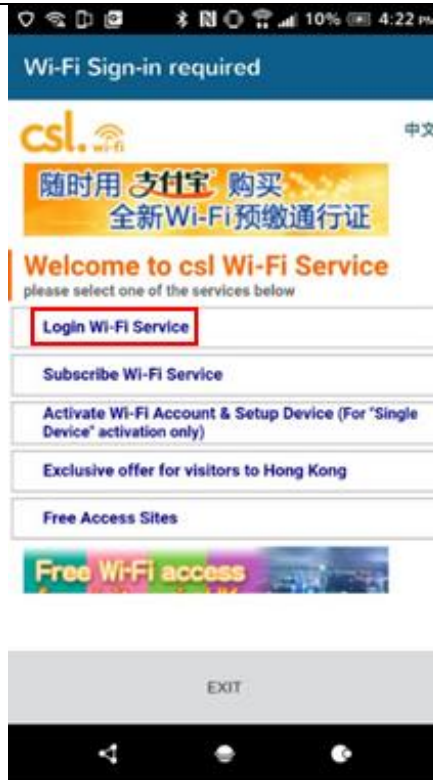 10% 4:22 PM
Wi-Fi Sign-in required
csl.
wi-fi
中文
随时用 支付宝 购买
全新Wi-Fi预缴通行证
Welcome to csl Wi-Fi Service
please select one of the services below
Login Wi-Fi Service
Subscribe Wi-Fi Service
Activate Wi-Fi Account & Setup Device (For "Single
Device" activation only)
Exclusive offer for visitors to Hong Kong
Free Access Sites
Free Wi-Fi access
EXIT